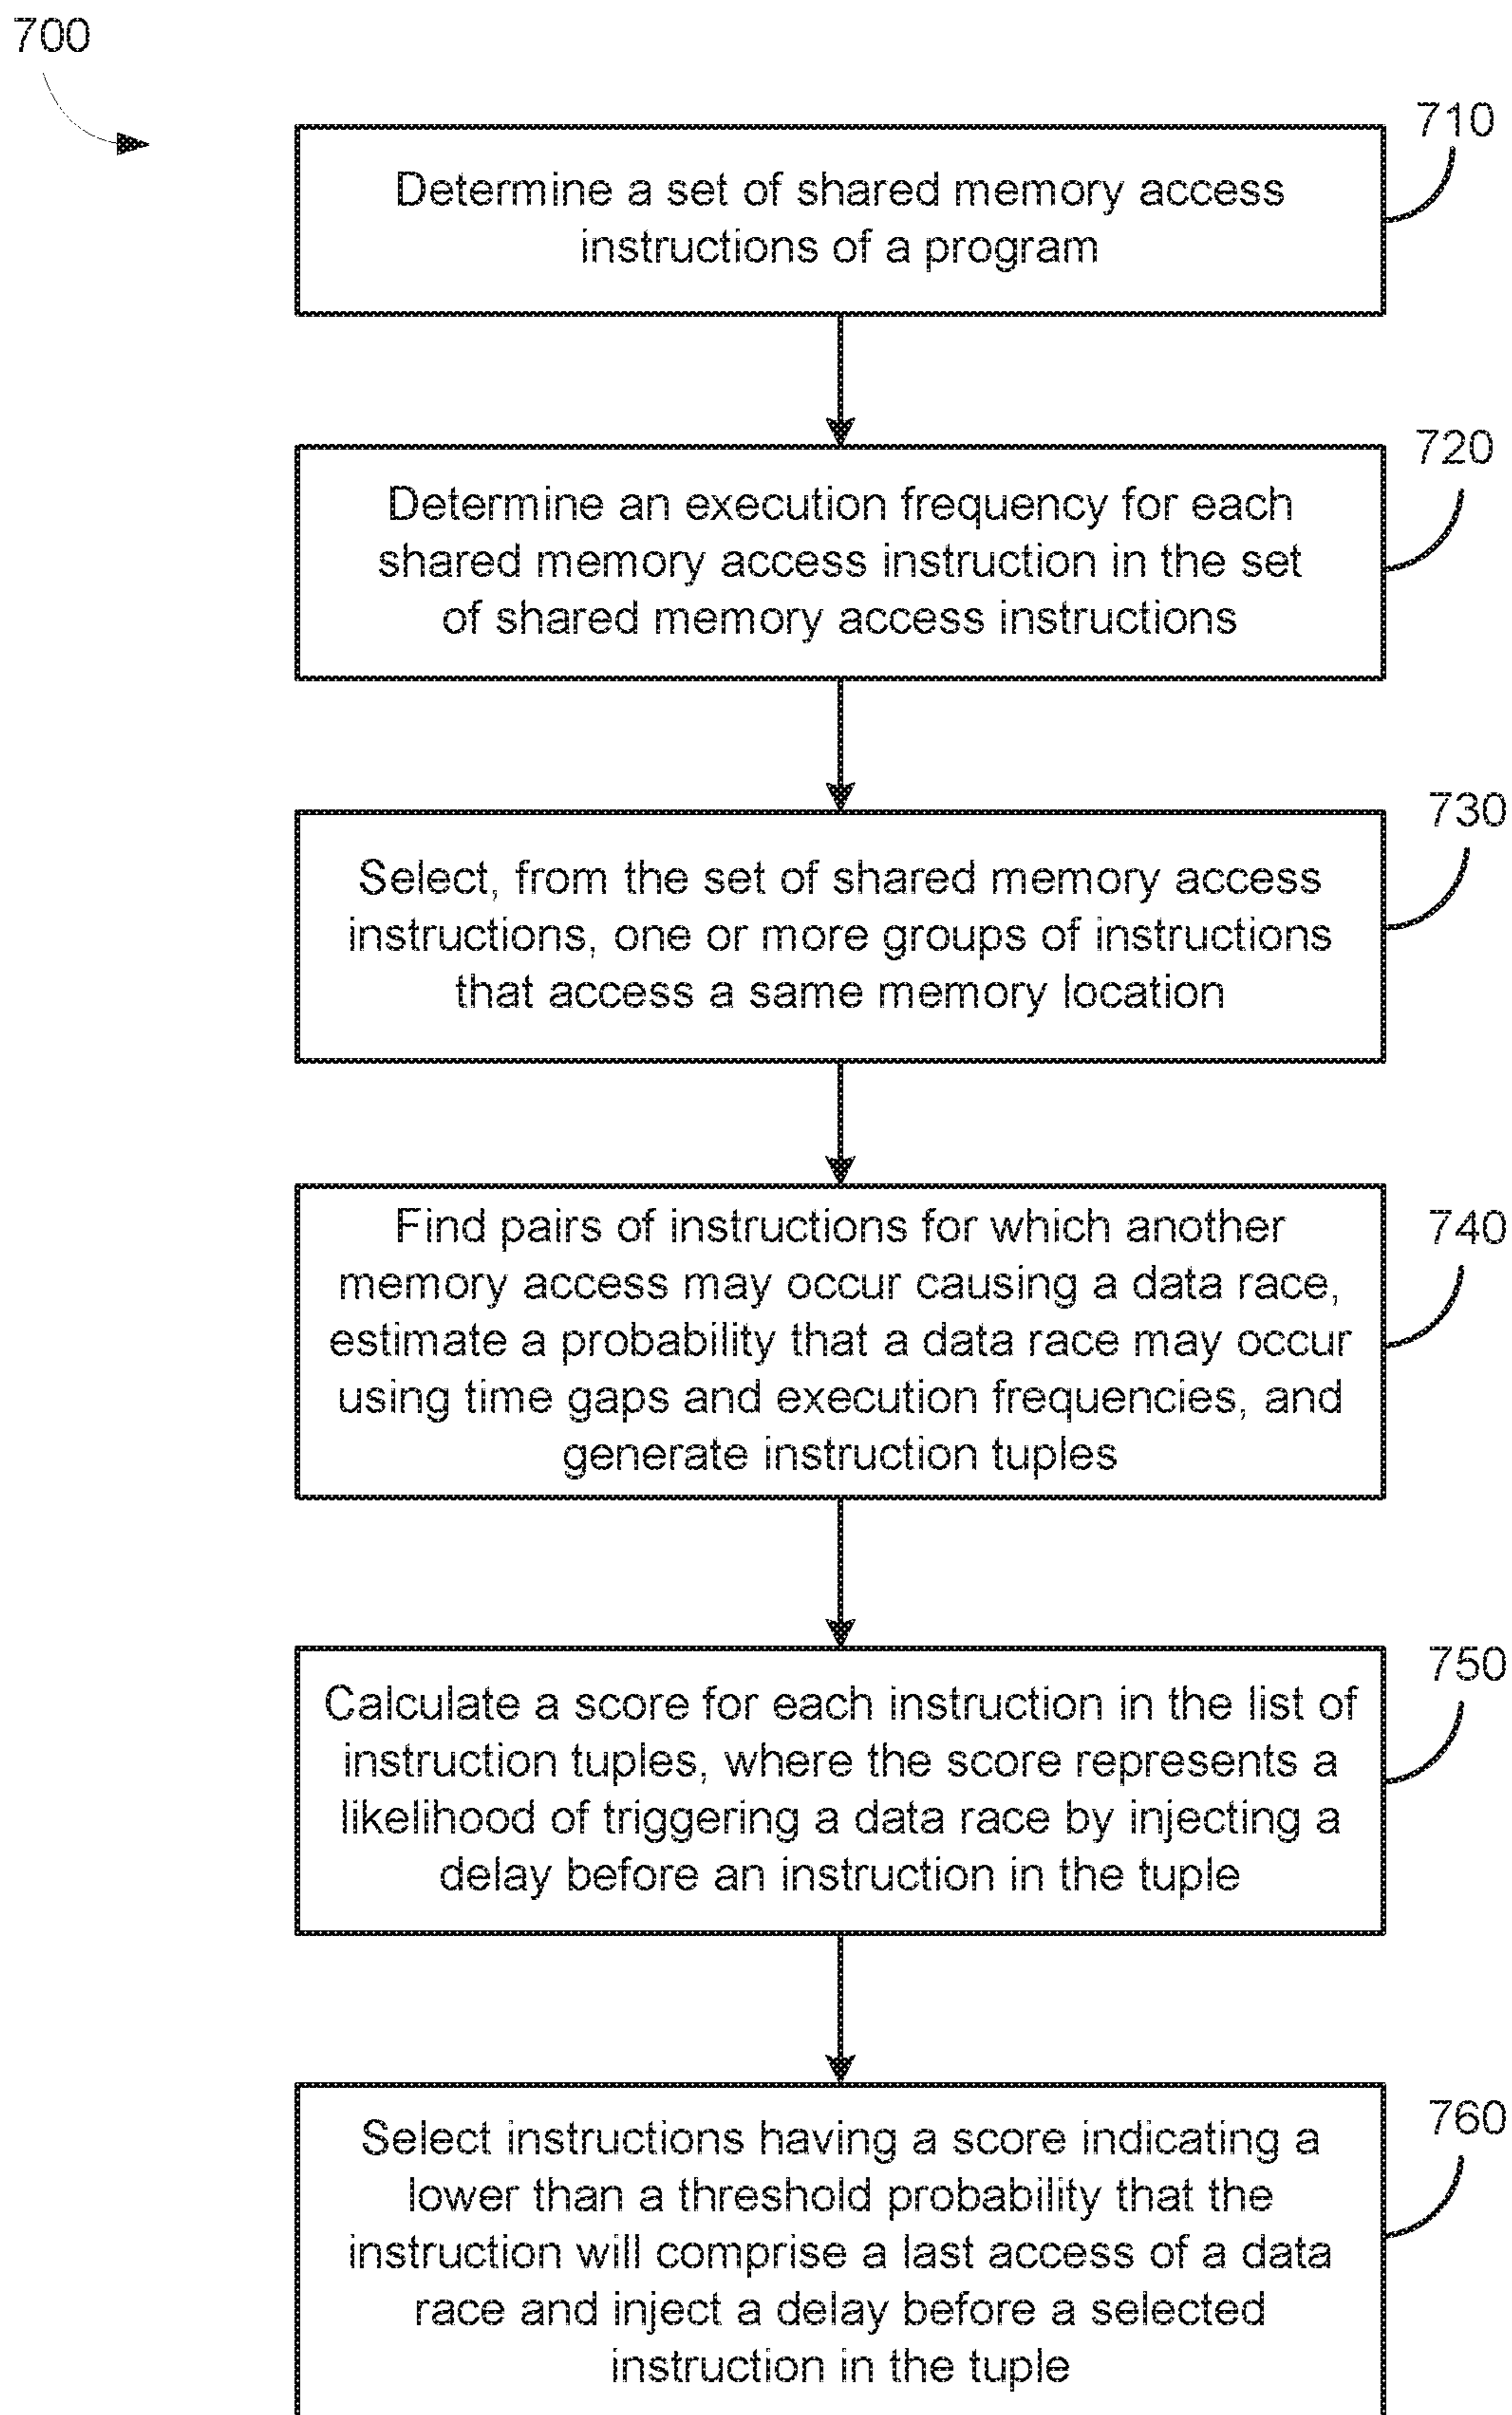 700
710
Determine a set of shared memory access
instructions of a program
720
Determine an execution frequency for each
shared memory access instruction in the set
of shared memory access instructions
730
Select, from the set of shared memory access
instructions, one or more groups of instructions
that access a same memory location
740
Find pairs of instructions for which another
memory access may occur causing a data race,
estimate a probability that a data race may occur
using time gaps and execution frequencies, and
generate instruction tuples
750
Calculate a score for each instruction in the list of
instruction tuples, where the score represents a
likelihood of triggering a data race by injecting a
delay before an instruction in the tuple
760
Select instructions having a score indicating a
lower than a threshold probability that the
instruction will comprise a last access of a data
race and inject a delay before a selected
instruction in the tuple